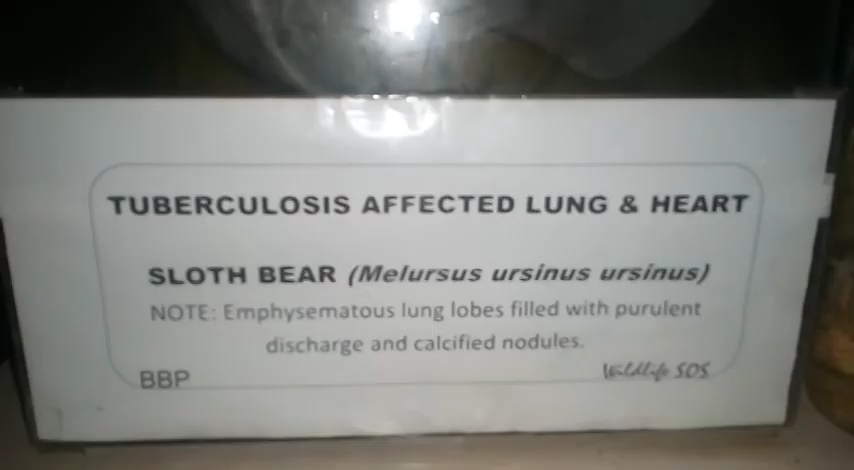 TUBERCULOSIS AFFECTED LUNG & HEART
SLOTH BEAR (Melursus ursinus ursinus)
NOTE: Emphysematous lung lobes filled with purulent
discharge and calcified nodules.
BBP Wildlife SOS